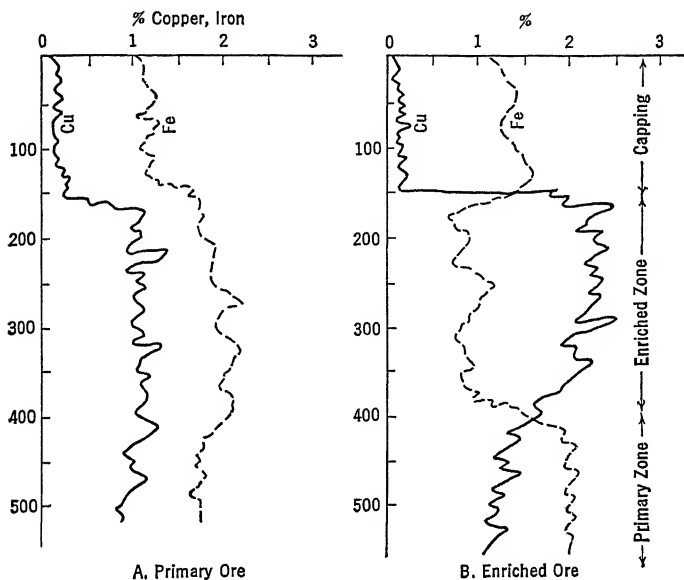 % Copper, Iron
0 1 2 3
Cu
Fe
100
200
300
400
500
A. Primary Ore
%
0 1 2 3
Cu
Fe
100
200
300
400
500
Capping
Enriched Zone
Primary Zone
B. Enriched Ore